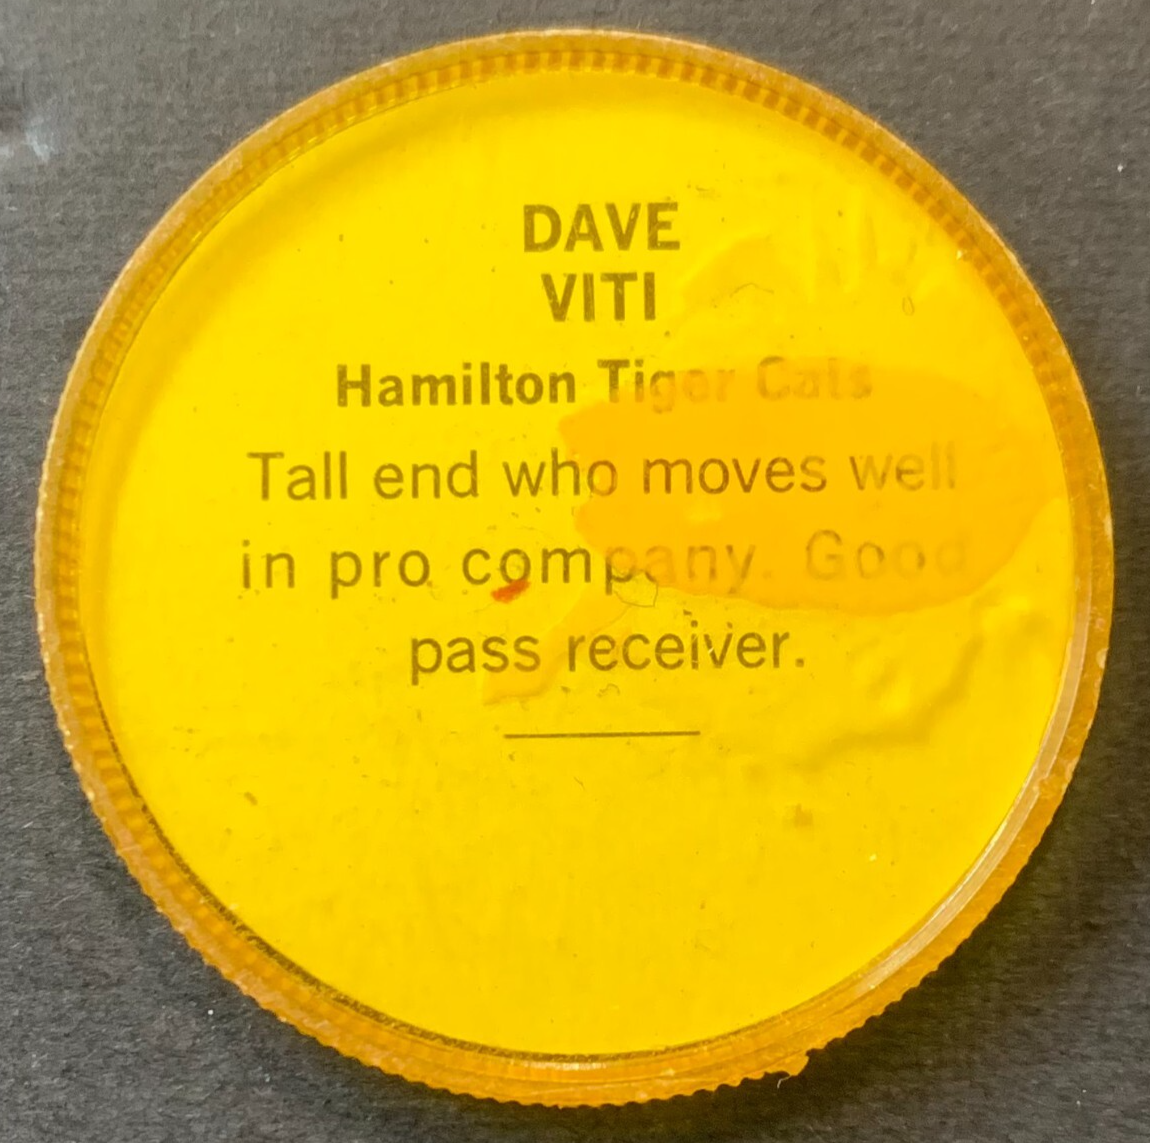 DAVE
VITI
Hamilton Tiger Cats
Tall end who moves well
in pro company. Good
pass receiver.